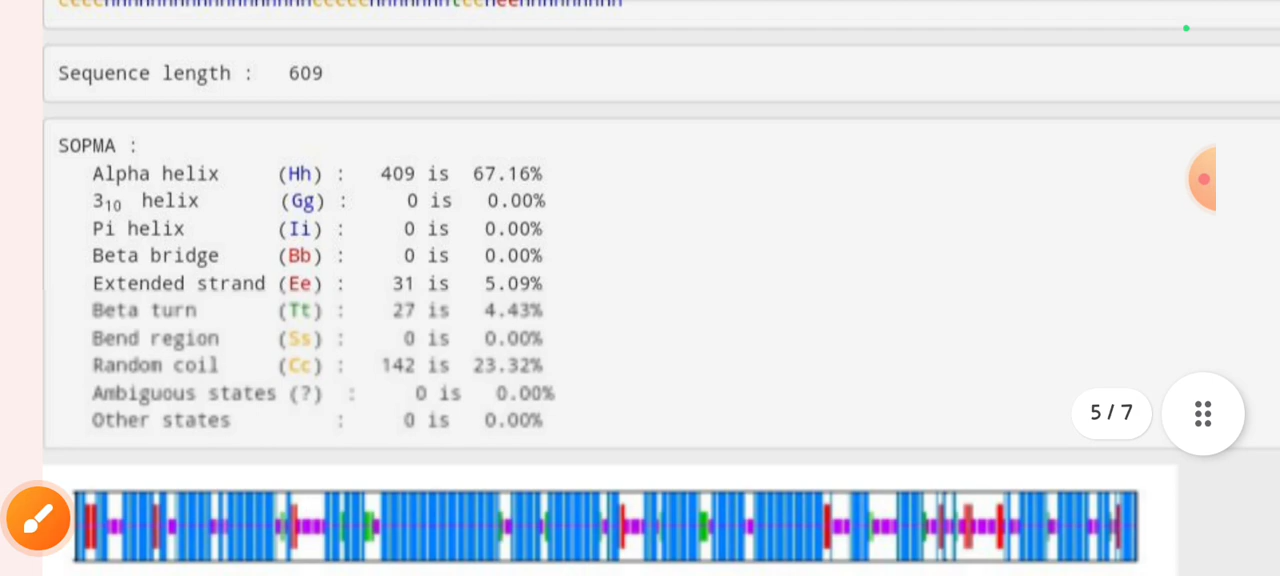 Sequence length : 609
SOPMA :
Alpha helix (Hh) : 409 is 67.16%
3₁₀ helix (Gg) : 0 is 0.00%
Pi helix (Ii) : 0 is 0.00%
Beta bridge (Bb) : 0 is 0.00%
Extended strand (Ee) : 31 is 5.09%
Beta turn (Tt) : 27 is 4.43%
Bend region (Ss) : 0 is 0.00%
Random coil (Cc) : 142 is 23.32%
Ambiguous states (?) : 0 is 0.00%
Other states : 0 is 0.00%
5 / 7